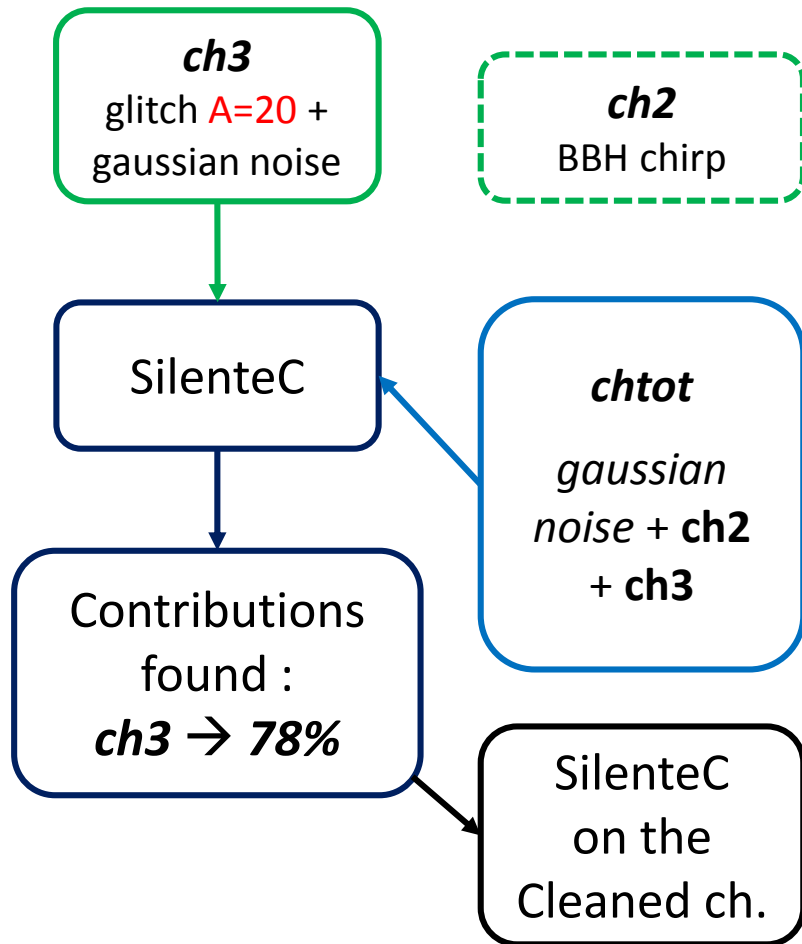 ch3
glitch A=20 +
gaussian noise
ch2
BBH chirp
SilenteC
chtot
gaussian
noise + ch2
+ ch3
Contributions
found :
ch3 → 78%
SilenteC
on the
Cleaned ch.